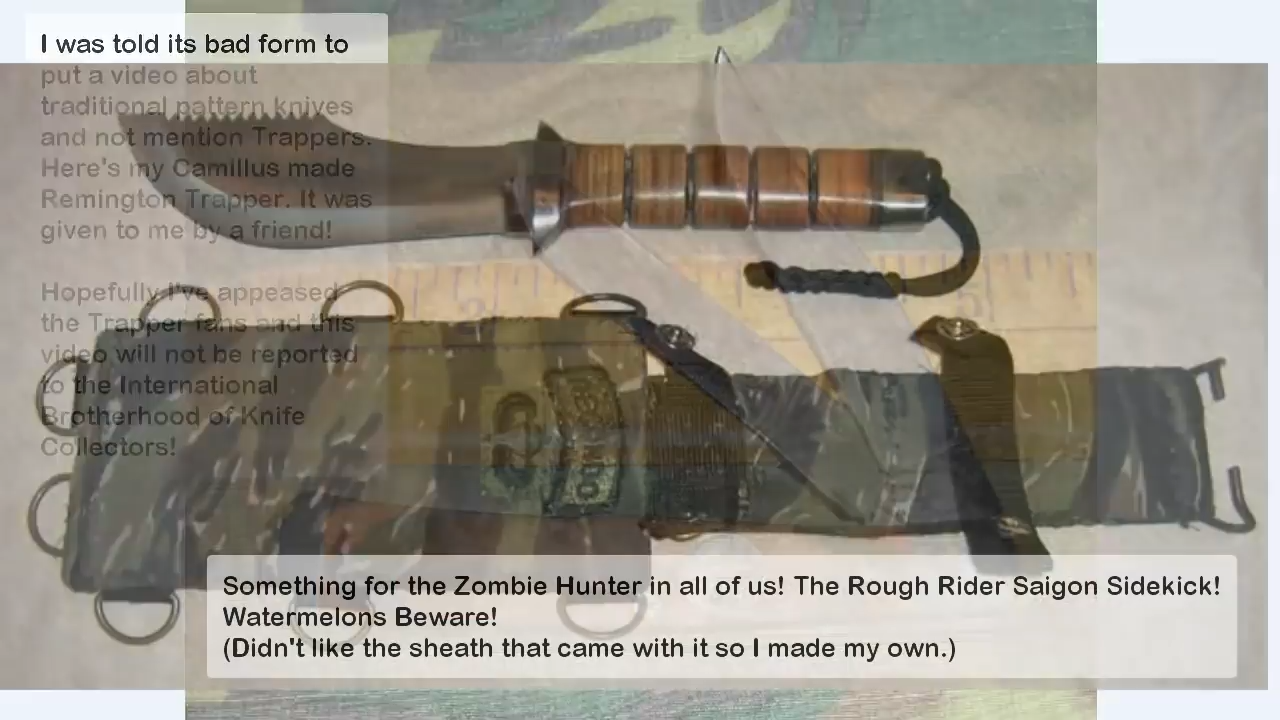 I was told its bad form to
put a video about
traditional pattern knives
and not mention Trappers.
Here's my Camillus made
Remington Trapper. It was
given to me by a friend!
Hopefully I've appeased
the Trapper fans and this
video will not be reported
to the International
Brotherhood of Knife
Collectors!
Something for the Zombie Hunter in all of us! The Rough Rider Saigon Sidekick!
Watermelons Beware!
(Didn't like the sheath that came with it so I made my own.)